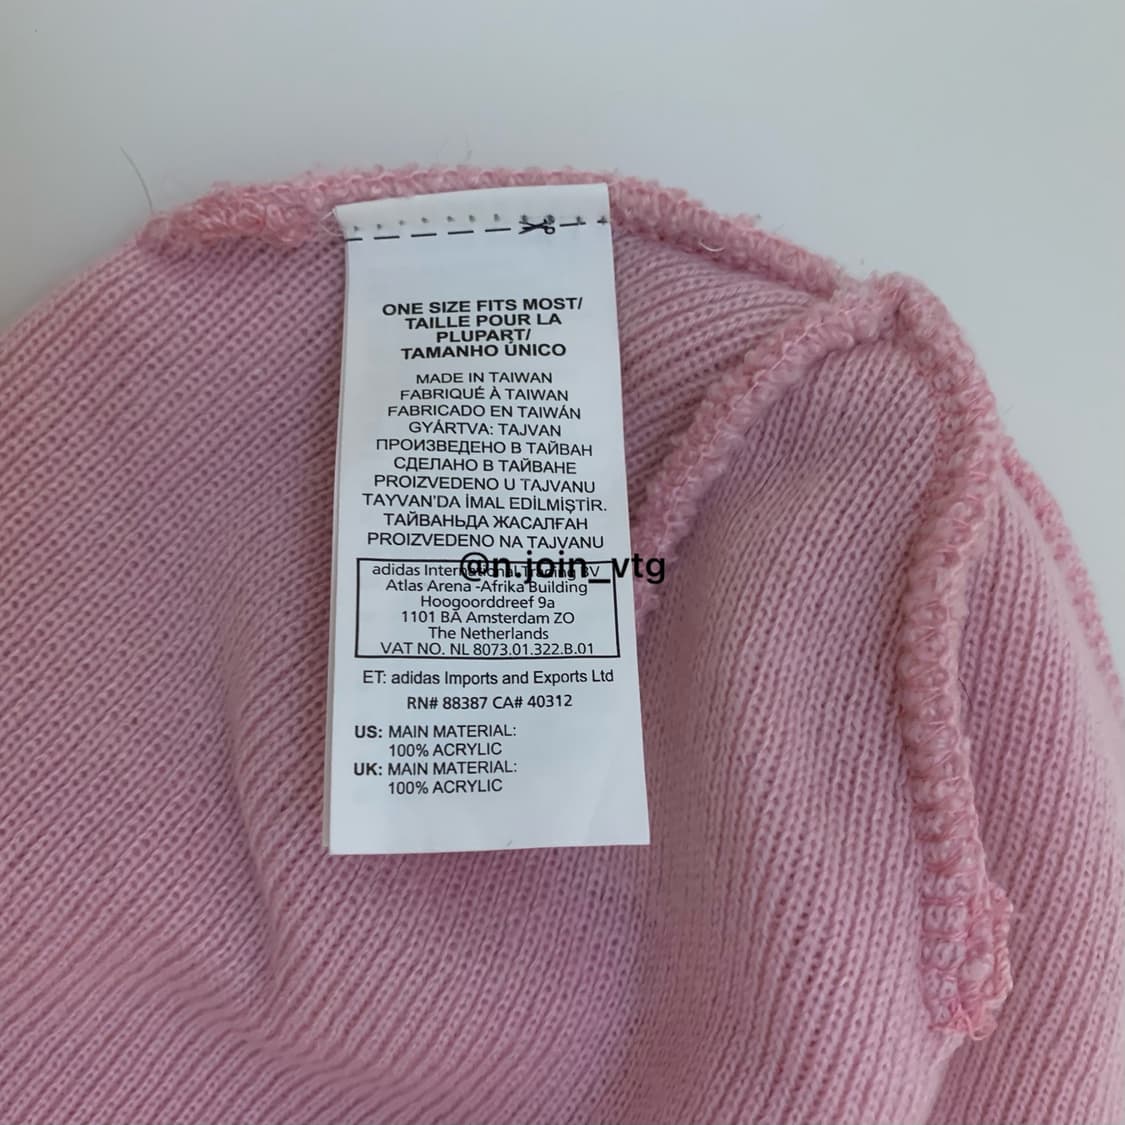 ONE SIZE FITS MOST/
TAILLE POUR LA
PLUPART/
TAMANHO ÚNICO
MADE IN TAIWAN
FABRIQUÉ À TAIWAN
FABRICADO EN TAIWÁN
GYÁRTVA: TAJVAN
ПРОИЗВЕДЕНО В ТАЙВАН
СДЕЛАНО В ТАЙВАНЕ
PROIZVEDENO U TAJVANU
TAYVAN'DA İMAL EDİLMİŞTİR.
ТАЙВАНЬДА ЖАСАЛҒАН
PROIZVEDENO NA TAJVANU
@n.join_vtg
adidas International Trading BV
Atlas Arena -Afrika Building
Hoogoorddreef 9a
1101 BA Amsterdam ZO
The Netherlands
VAT NO. NL 8073.01.322.B.01
ET: adidas Imports and Exports Ltd
RN# 88387 CA# 40312
US: MAIN MATERIAL:
100% ACRYLIC
UK: MAIN MATERIAL:
100% ACRYLIC